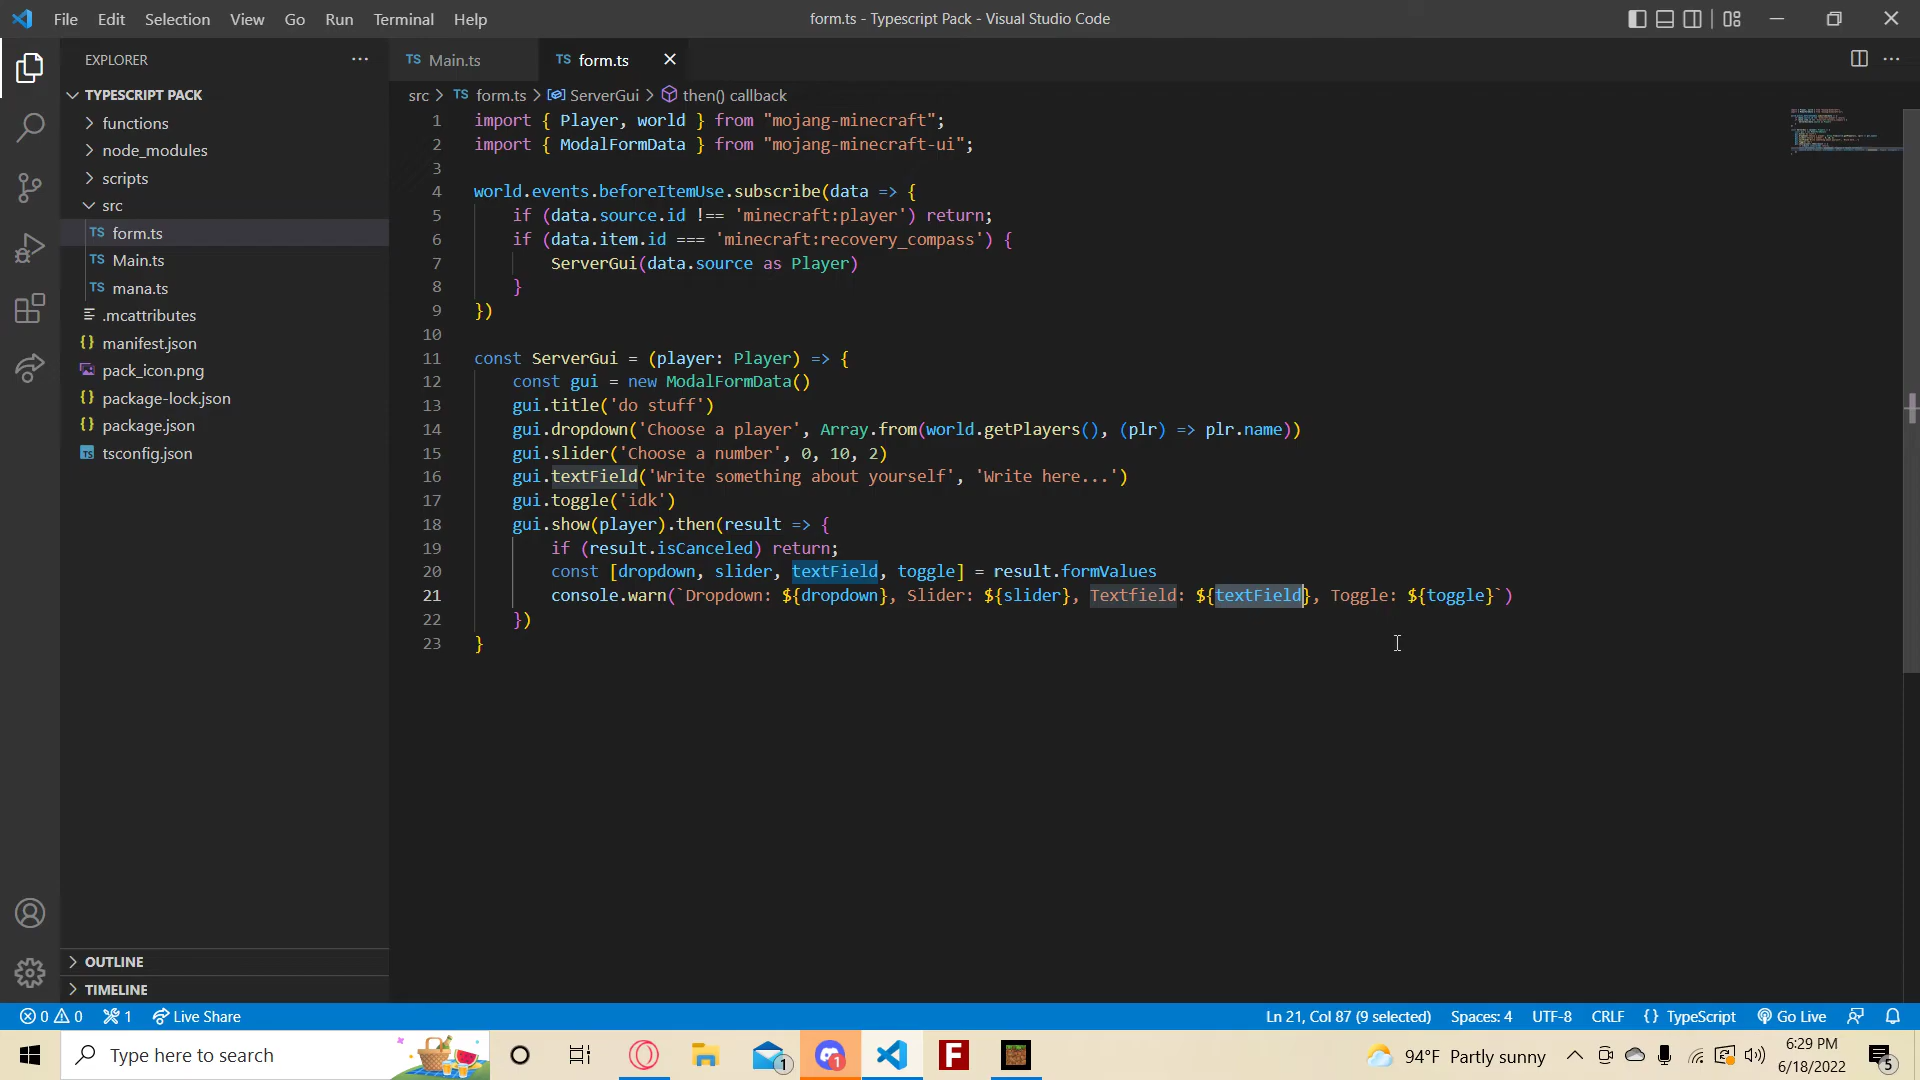 File Edit Selection View Go Run Terminal Help
form.ts - Typescript Pack - Visual Studio Code
EXPLORER
TYPESCRIPT PACK
functions
node_modules
scripts
src
TS form.ts
TS Main.ts
TS mana.ts
.mcattributes
{} manifest.json
pack_icon.png
{} package-lock.json
{} package.json
TS tsconfig.json
OUTLINE
TIMELINE
TS Main.ts
TS form.ts
src > TS form.ts > ServerGui > then() callback
1 import { Player, world } from "mojang-minecraft";
2 import { ModalFormData } from "mojang-minecraft-ui";
3
4 world.events.beforeItemUse.subscribe(data => {
5 if (data.source.id !== 'minecraft:player') return;
6 if (data.item.id === 'minecraft:recovery_compass') {
7 ServerGui(data.source as Player)
8 }
9 })
10
11 const ServerGui = (player: Player) => {
12 const gui = new ModalFormData()
13 gui.title('do stuff')
14 gui.dropdown('Choose a player', Array.from(world.getPlayers(), (plr) => plr.name))
15 gui.slider('Choose a number', 0, 10, 2)
16 gui.textField('Write something about yourself', 'Write here...')
17 gui.toggle('idk')
18 gui.show(player).then(result => {
19 if (result.isCanceled) return;
20 const [dropdown, slider, textField, toggle] = result.formValues
21 console.warn(`Dropdown: ${dropdown}, Slider: ${slider}, Textfield: ${textField}, Toggle: ${toggle}`)
22 })
23 }
0 0 1 Live Share
Ln 21, Col 87 (9 selected) Spaces: 4 UTF-8 CRLF {} TypeScript Go Live
Type here to search
1
1
F
94°F Partly sunny
6:29 PM
6/18/2022
5